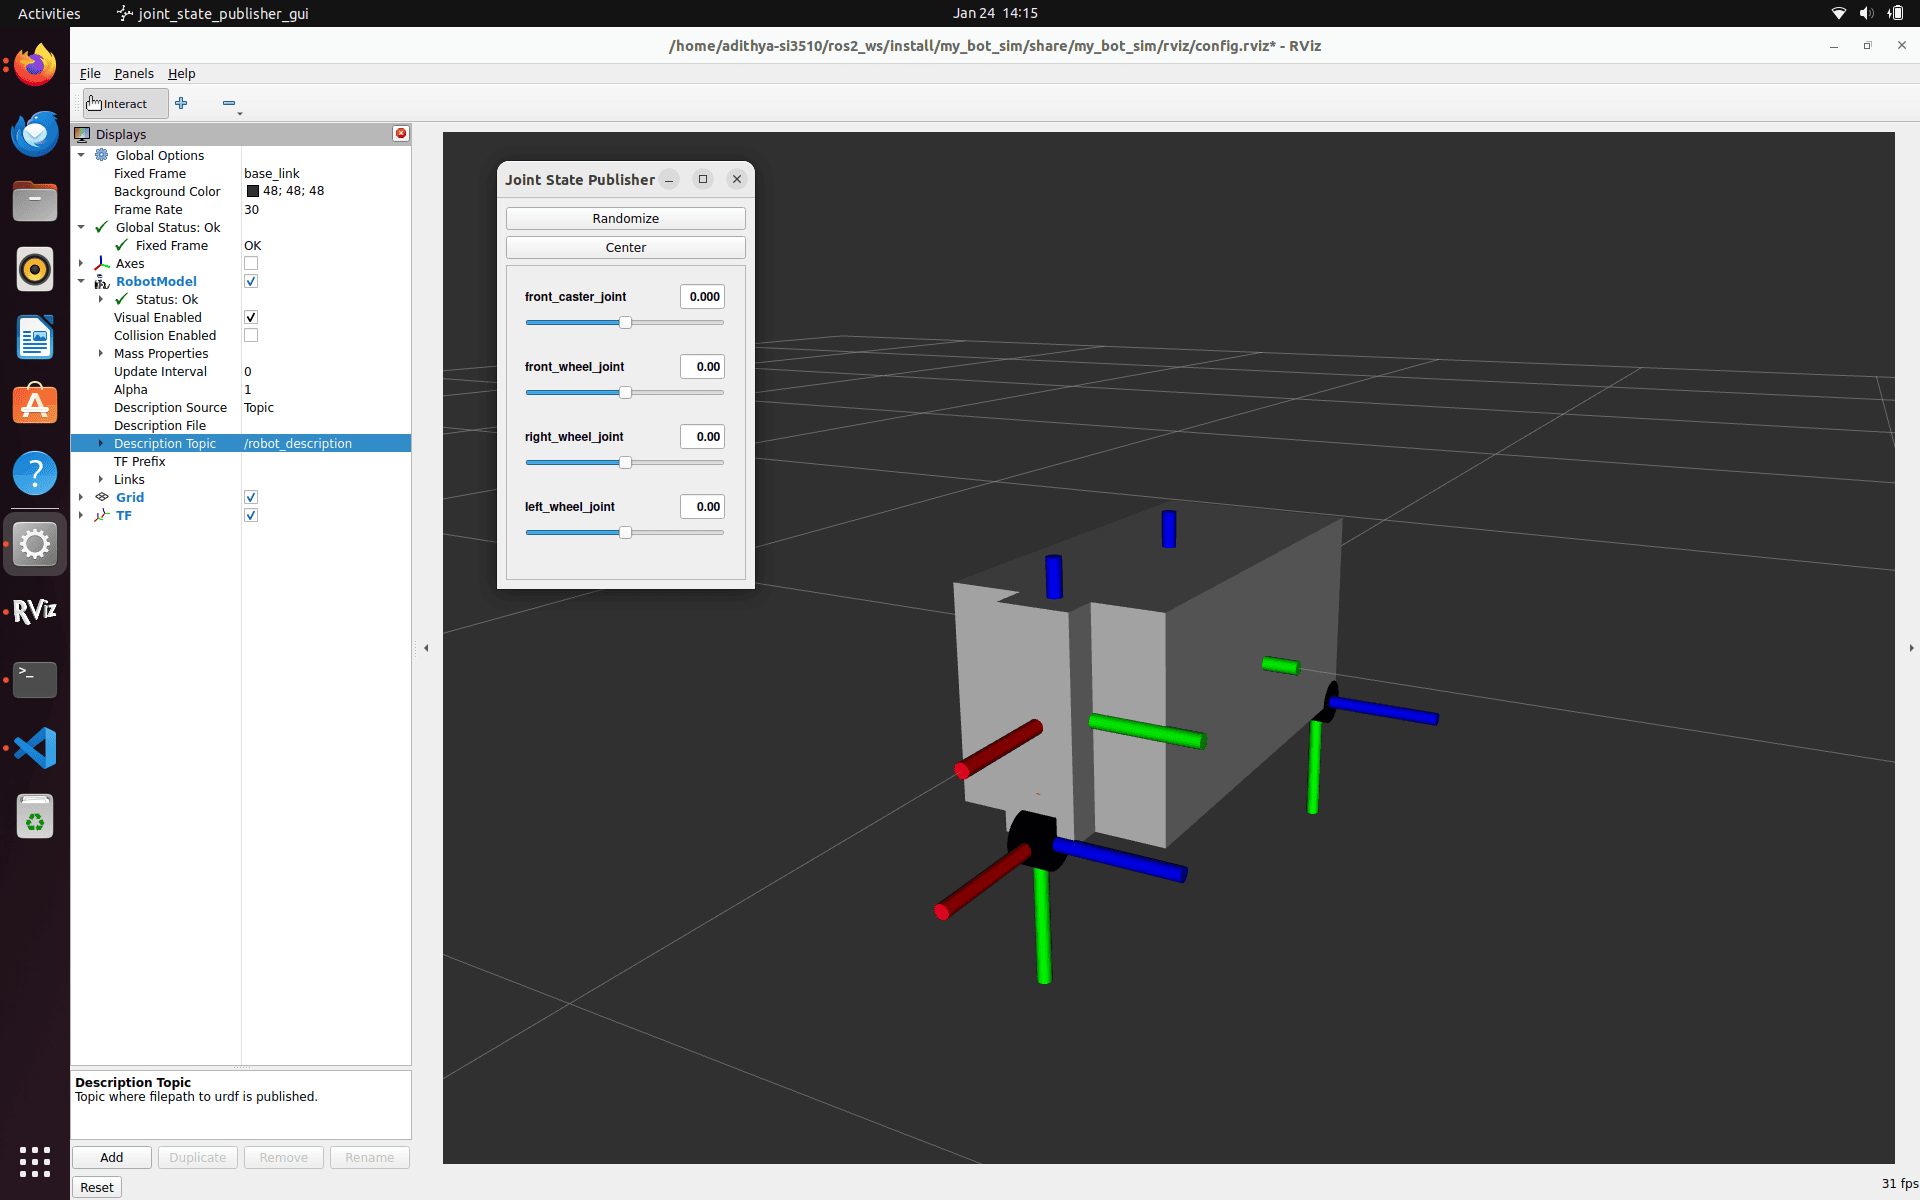 Activities
joint_state_publisher_gui
Jan 24 14:15
/home/adithya-si3510/ros2_ws/install/my_bot_sim/share/my_bot_sim/rviz/config.rviz* - RViz
File Panels Help
Interact
Displays
Global Options
Fixed Frame base_link
Background Color 48; 48; 48
Frame Rate 30
Global Status: Ok
Fixed Frame OK
Axes
RobotModel
Status: Ok
Visual Enabled
Collision Enabled
Mass Properties
Update Interval 0
Alpha 1
Description Source Topic
Description File
Description Topic /robot_description
TF Prefix
Links
Grid
TF
Description Topic
Topic where filepath to urdf is published.
Add Duplicate Remove Rename
Reset
Joint State Publisher
Randomize
Center
front_caster_joint 0.000
front_wheel_joint 0.00
right_wheel_joint 0.00
left_wheel_joint 0.00
RViz
>_
31 fps